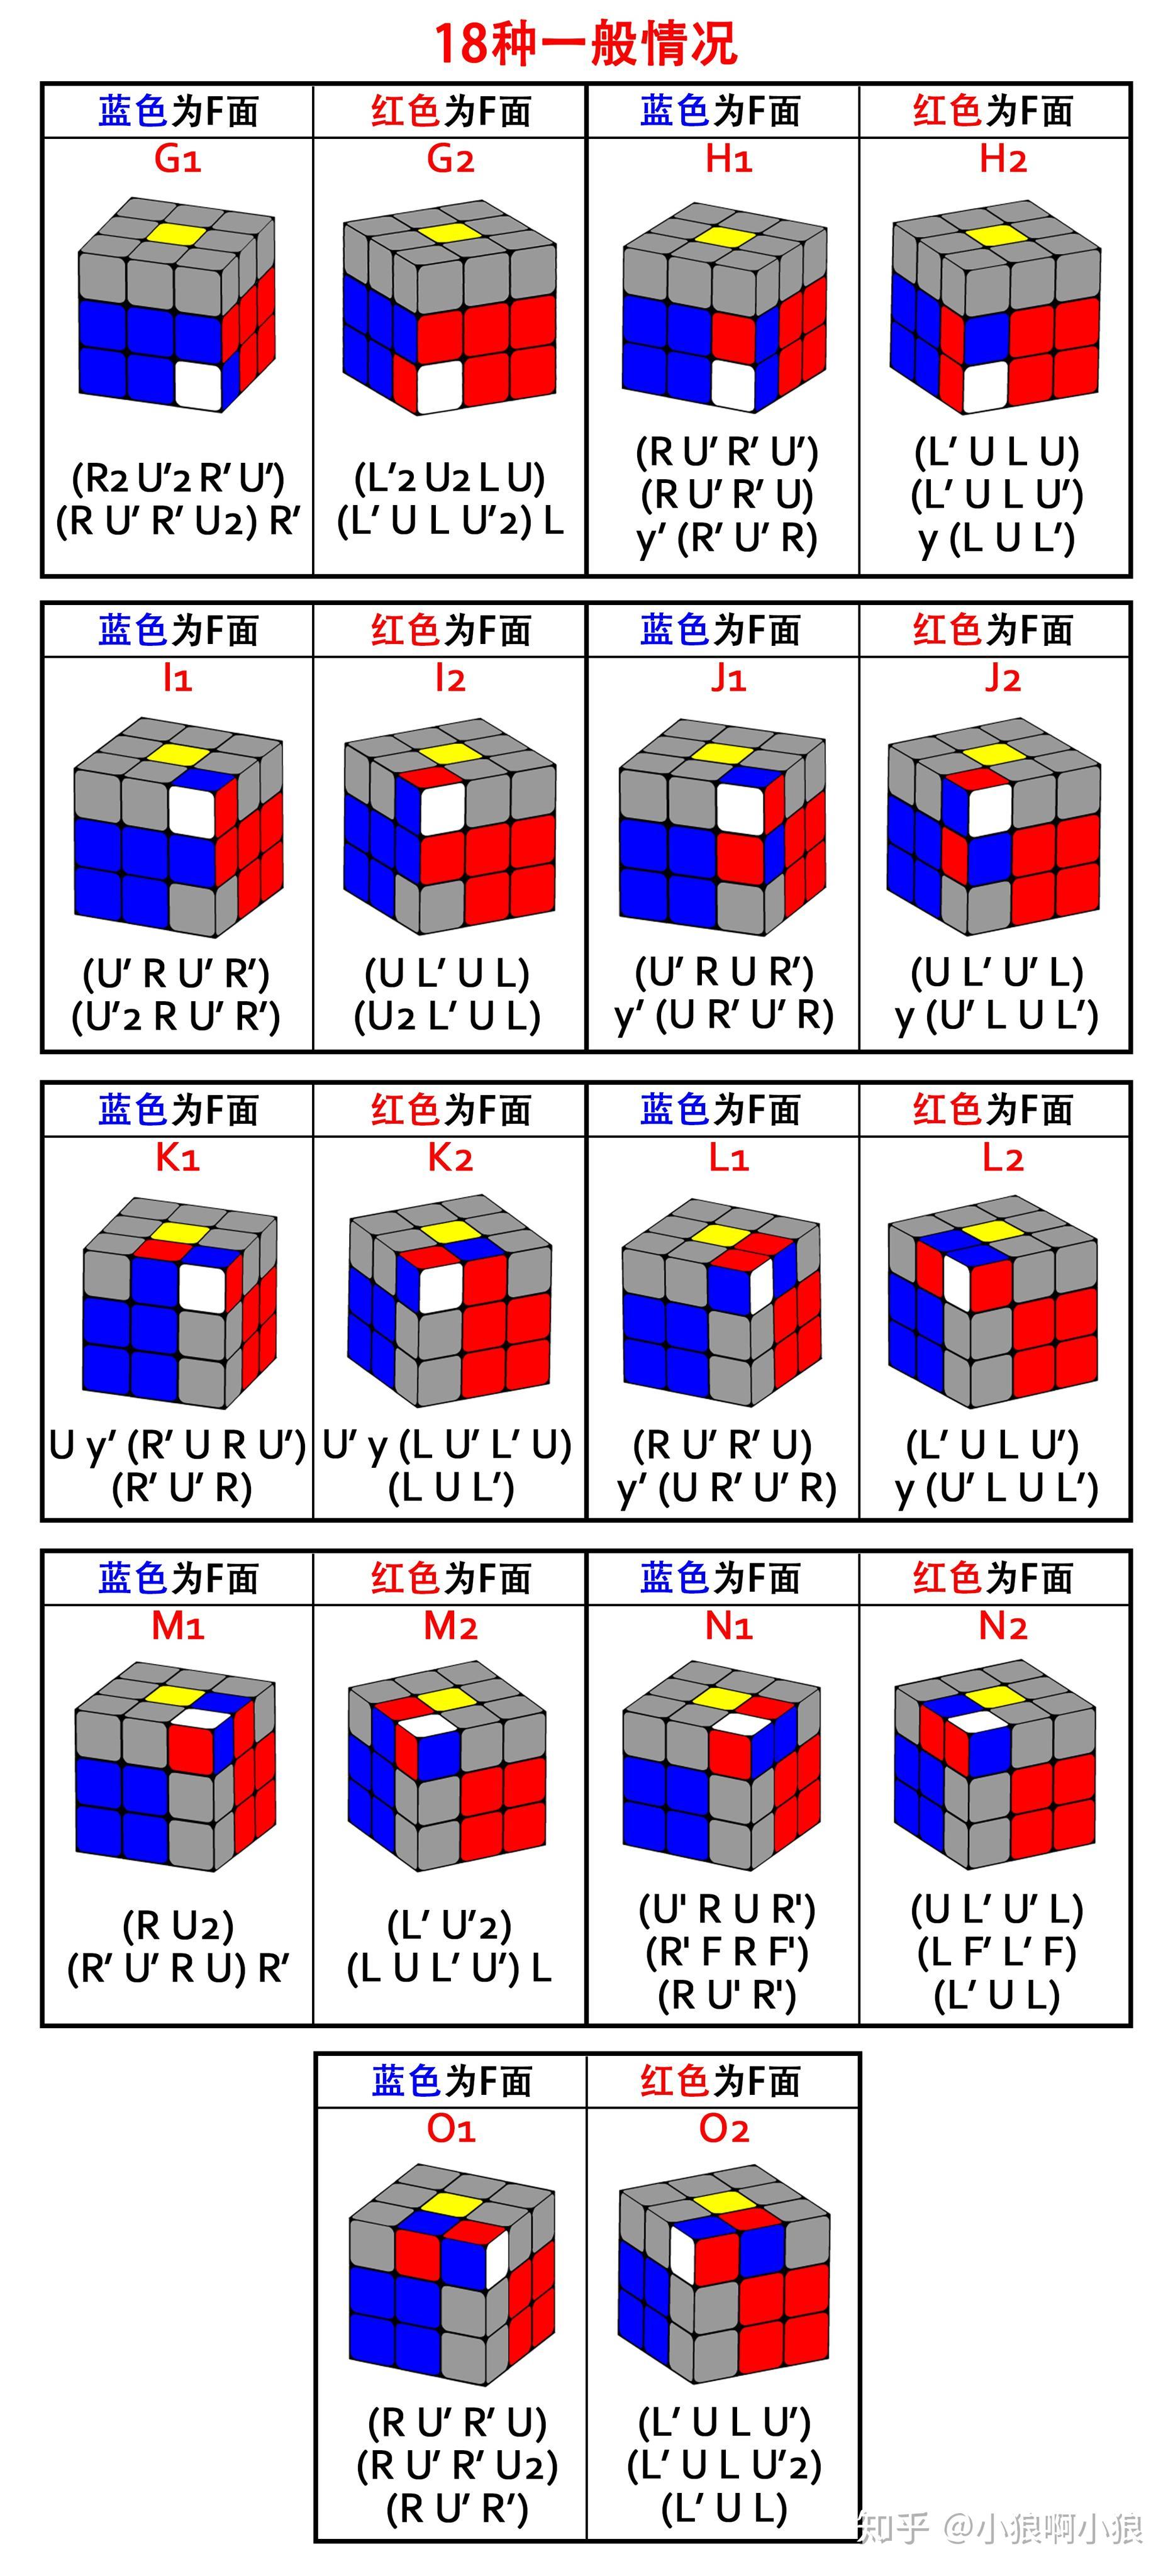 18种一般情况
蓝色为F面 红色为F面 蓝色为F面 红色为F面
G1 G2 H1 H2
(R2 U′2 R′ U′) (L′2 U2 L U) (R U′ R′ U′) (L′ U L U)
(R U′ R′ U2) R′ (L′ U L U′2) L (R U′ R′ U) (L′ U L U′)
y′ (R′ U′ R) y (L U L′)
蓝色为F面 红色为F面 蓝色为F面 红色为F面
I1 I2 J1 J2
(U′ R U′ R′) (U L′ U L) (U′ R U R′) (U L′ U′ L)
(U′2 R U′ R′) (U2 L′ U L) y′ (U R′ U′ R) y (U′ L U L′)
蓝色为F面 红色为F面 蓝色为F面 红色为F面
K1 K2 L1 L2
U y′ (R′ U R U′) U′ y (L U′ L′ U) (R U′ R′ U) (L′ U L U′)
(R′ U′ R) (L U L′) y′ (U R′ U′ R) y (U′ L U L′)
蓝色为F面 红色为F面 蓝色为F面 红色为F面
M1 M2 N1 N2
(R U2) (L′ U′2) (U' R U R') (U L′ U′ L)
(R′ U′ R U) R′ (L U L′ U′) L (R' F R F') (L F′ L′ F)
(R U' R') (L′ U L)
蓝色为F面 红色为F面
O1 O2
(R U′ R′ U) (L′ U L U′)
(R U′ R′ U2) (L′ U L U′2)
(R U′ R′) (L′ U L)
知乎 @小狼啊小狼